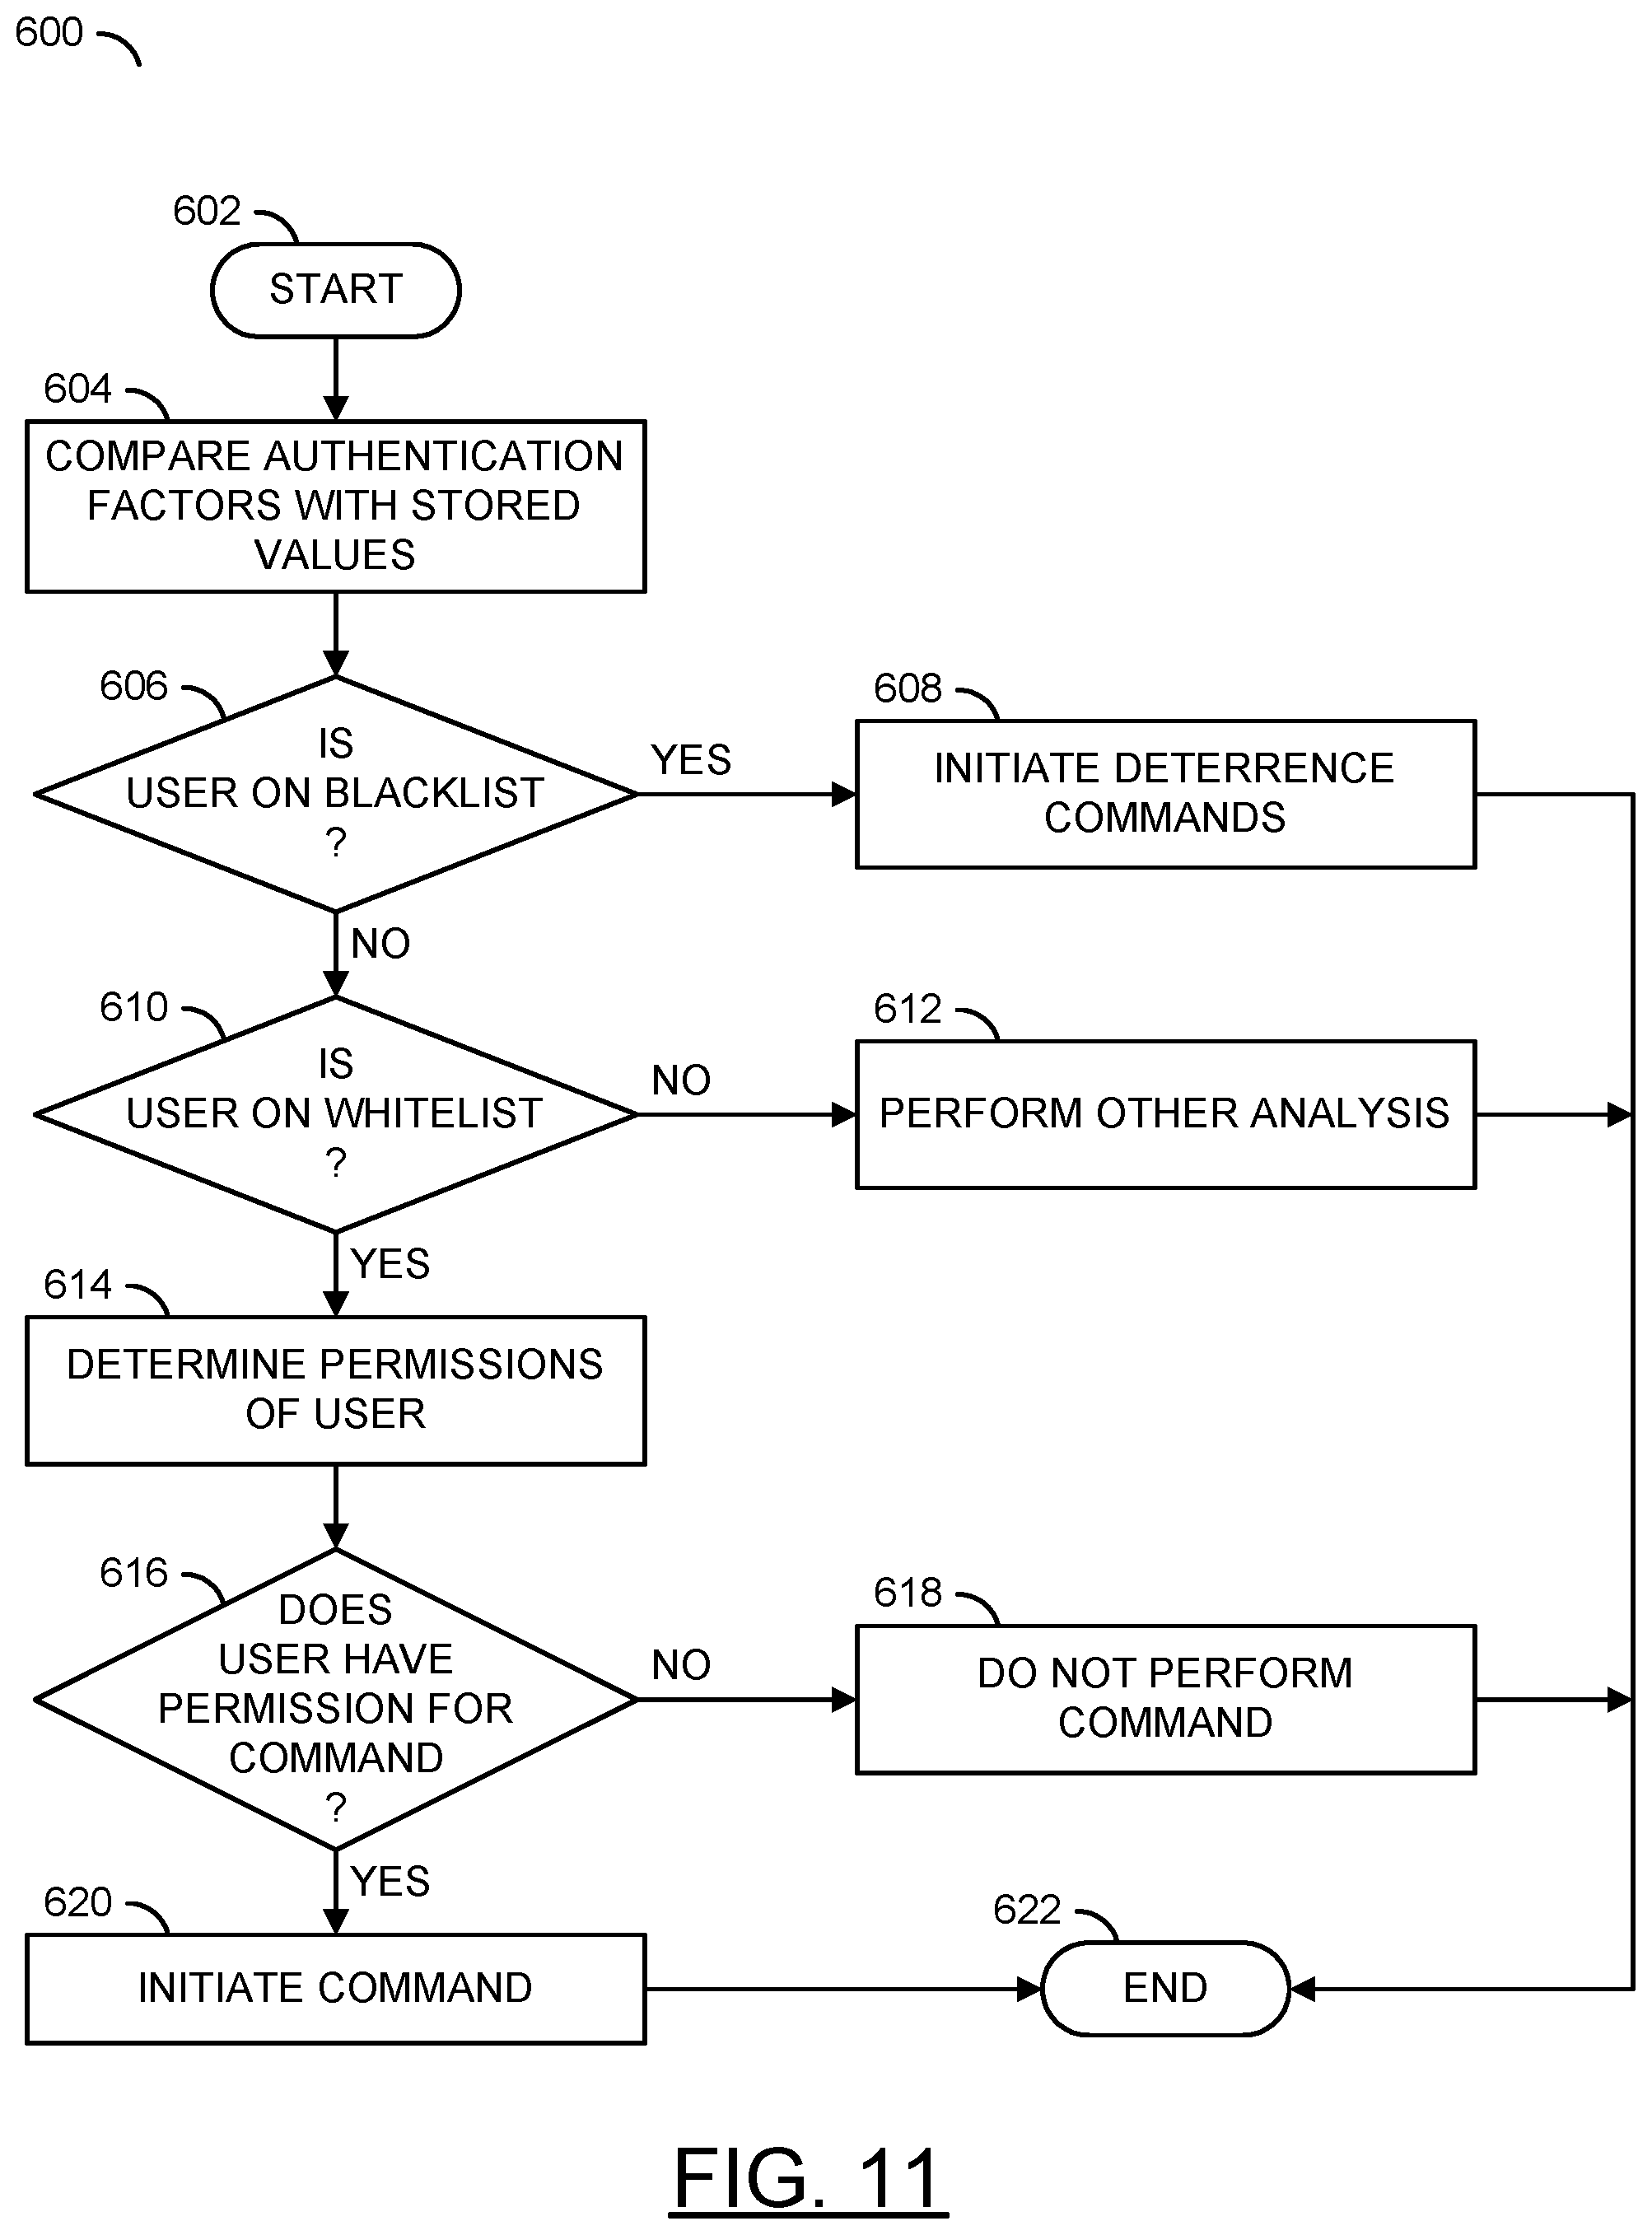 600
602
START
604
COMPARE AUTHENTICATION
FACTORS WITH STORED
VALUES
606
IS
USER ON BLACKLIST
?
YES
608
INITIATE DETERRENCE
COMMANDS
NO
610
IS
USER ON WHITELIST
?
NO
612
PERFORM OTHER ANALYSIS
YES
614
DETERMINE PERMISSIONS
OF USER
616
DOES
USER HAVE
PERMISSION FOR
COMMAND
?
NO
618
DO NOT PERFORM
COMMAND
YES
620
INITIATE COMMAND
622
END
FIG. 11